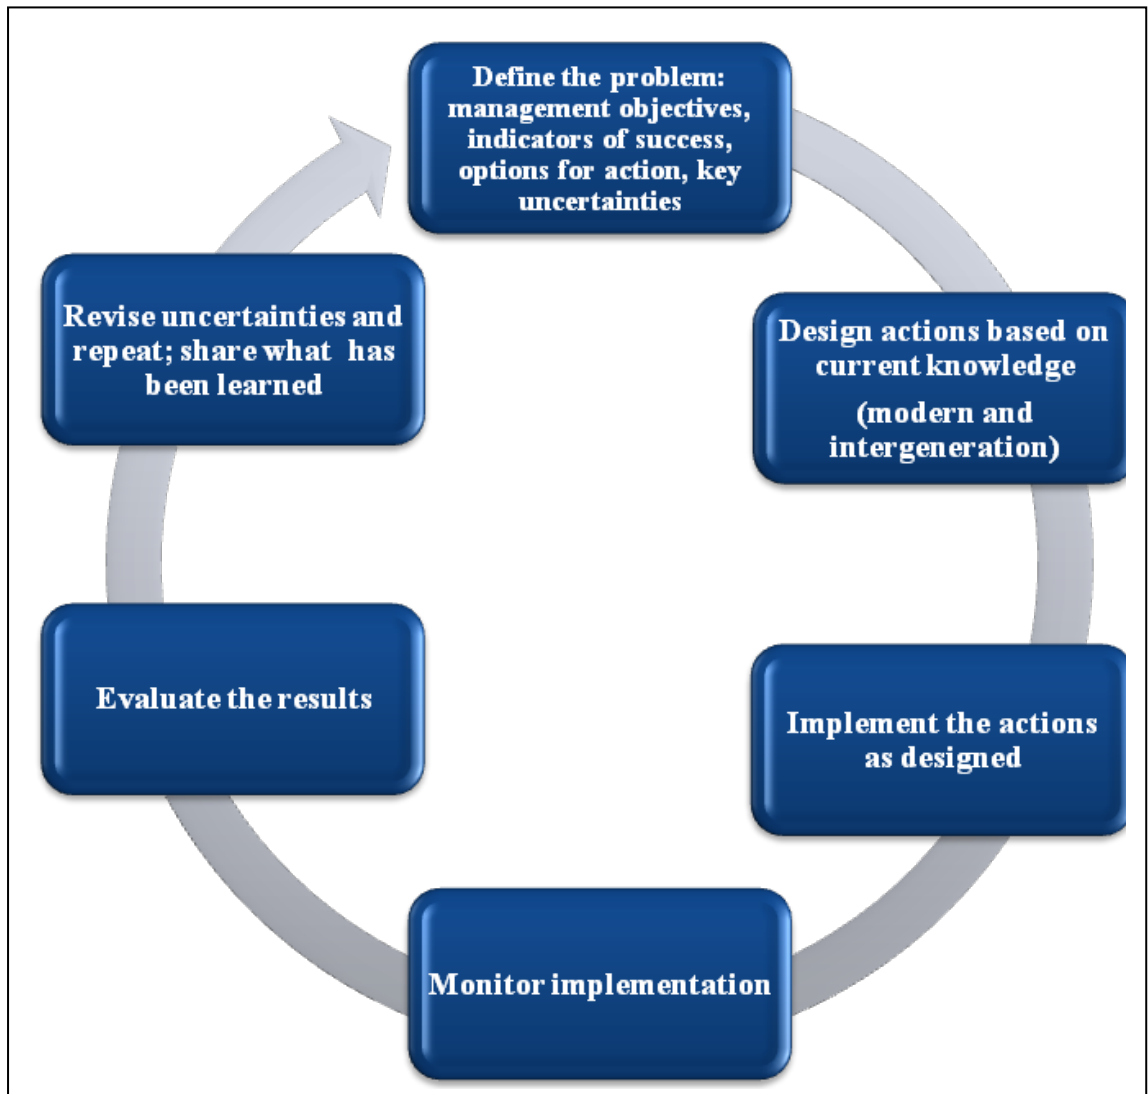 Define the problem:
management objectives,
indicators of success,
options for action, key
uncertainties
Design actions based on
current knowledge
(modern and
intergeneration)
Implement the actions
as designed
Monitor implementation
Evaluate the results
Revise uncertainties and
repeat; share what has
been learned